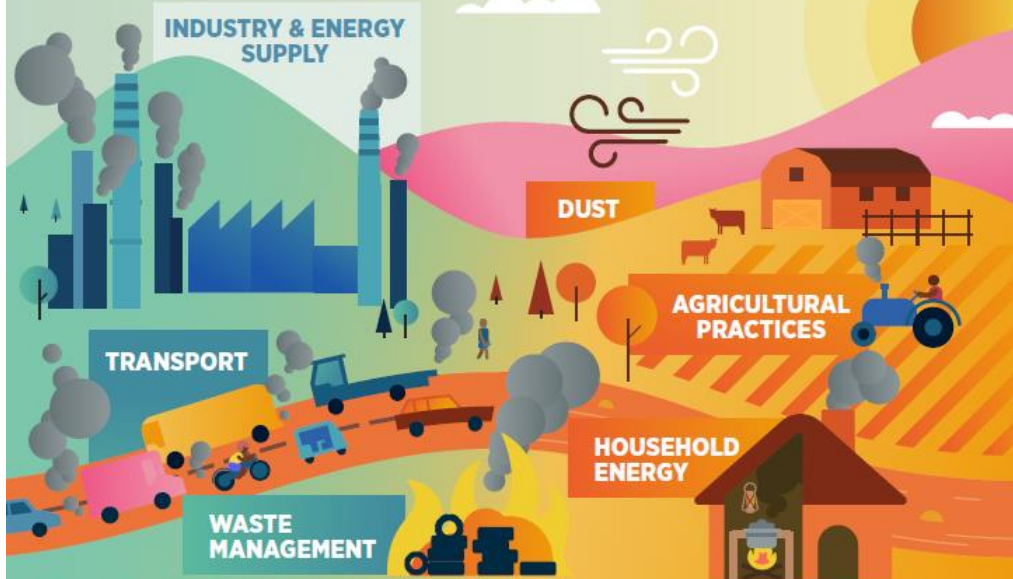 INDUSTRY & ENERGY
SUPPLY
DUST
AGRICULTURAL
PRACTICES
TRANSPORT
HOUSEHOLD
ENERGY
WASTE
MANAGEMENT